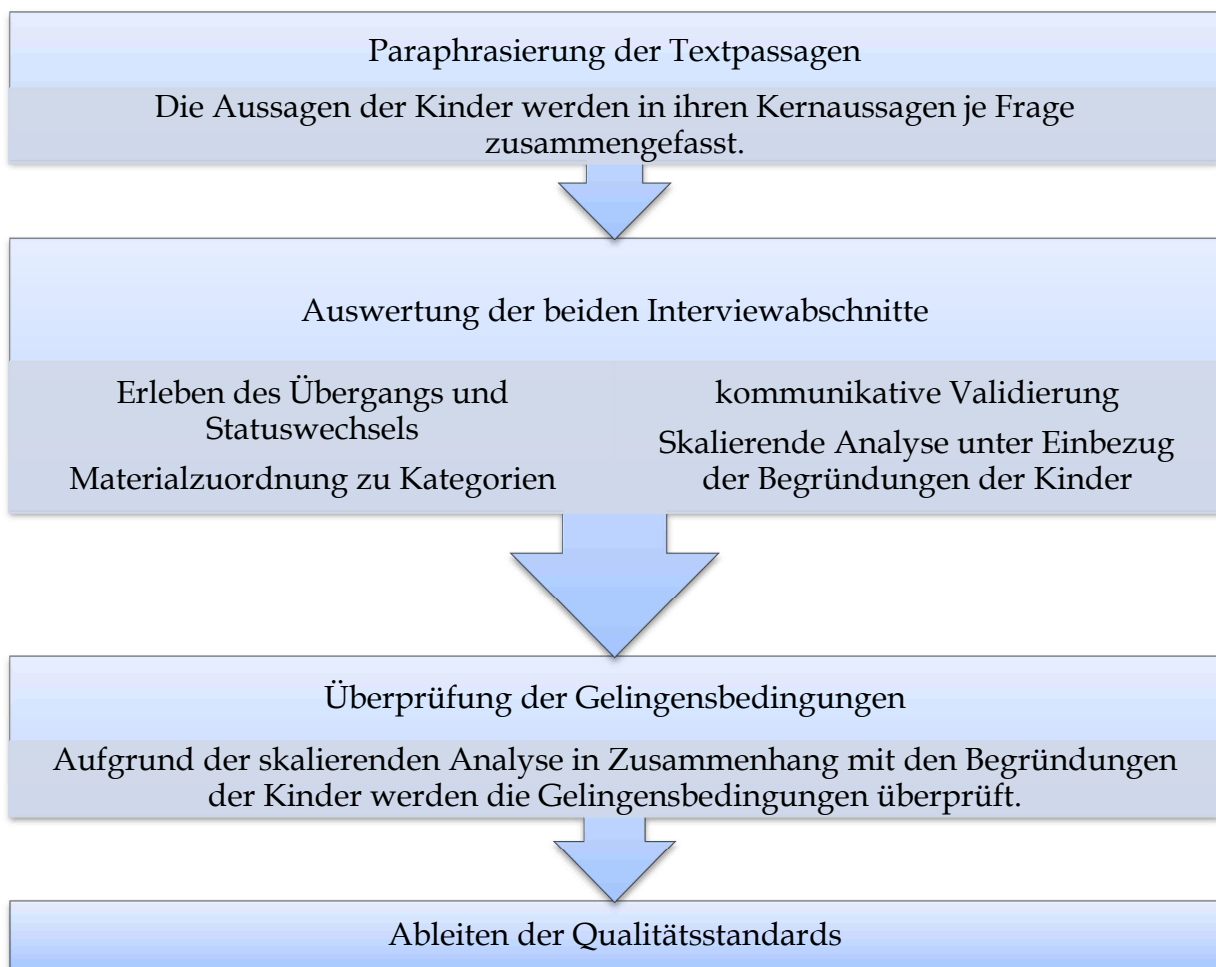 Paraphrasierung der Textpassagen
Die Aussagen der Kinder werden in ihren Kernaussagen je Frage
zusammengefasst.
Auswertung der beiden Interviewabschnitte
Erleben des Übergangs und
Statuswechsels
Materialzuordnung zu Kategorien
kommunikative Validierung
Skalierende Analyse unter Einbezug
der Begründungen der Kinder
Überprüfung der Gelingensbedingungen
Aufgrund der skalierenden Analyse in Zusammenhang mit den Begründungen
der Kinder werden die Gelingensbedingungen überprüft.
Ableiten der Qualitätsstandards